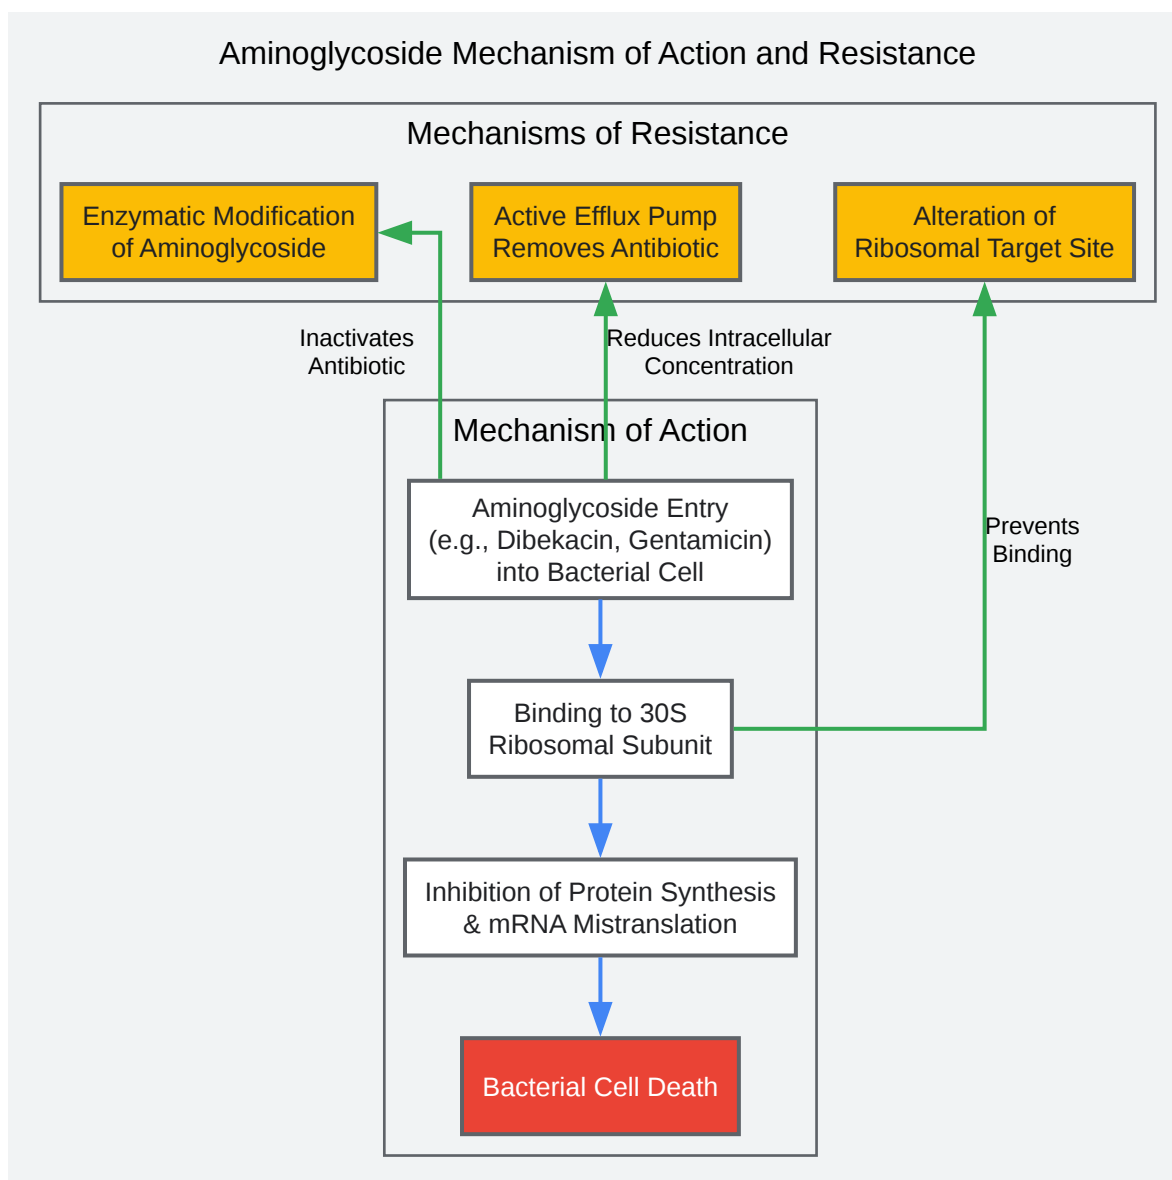 Aminoglycoside Mechanism of Action and Resistance
Mechanisms of Resistance
Enzymatic Modification
of Aminoglycoside
Active Efflux Pump
Removes Antibiotic
Alteration of
Ribosomal Target Site
Inactivates
Antibiotic
Reduces Intracellular
Concentration
Mechanism of Action
Aminoglycoside Entry
(e.g., Dibekacin, Gentamicin)
into Bacterial Cell
Prevents
Binding
Binding to 30S
Ribosomal Subunit
Inhibition of Protein Synthesis
& mRNA Mistranslation
Bacterial Cell Death